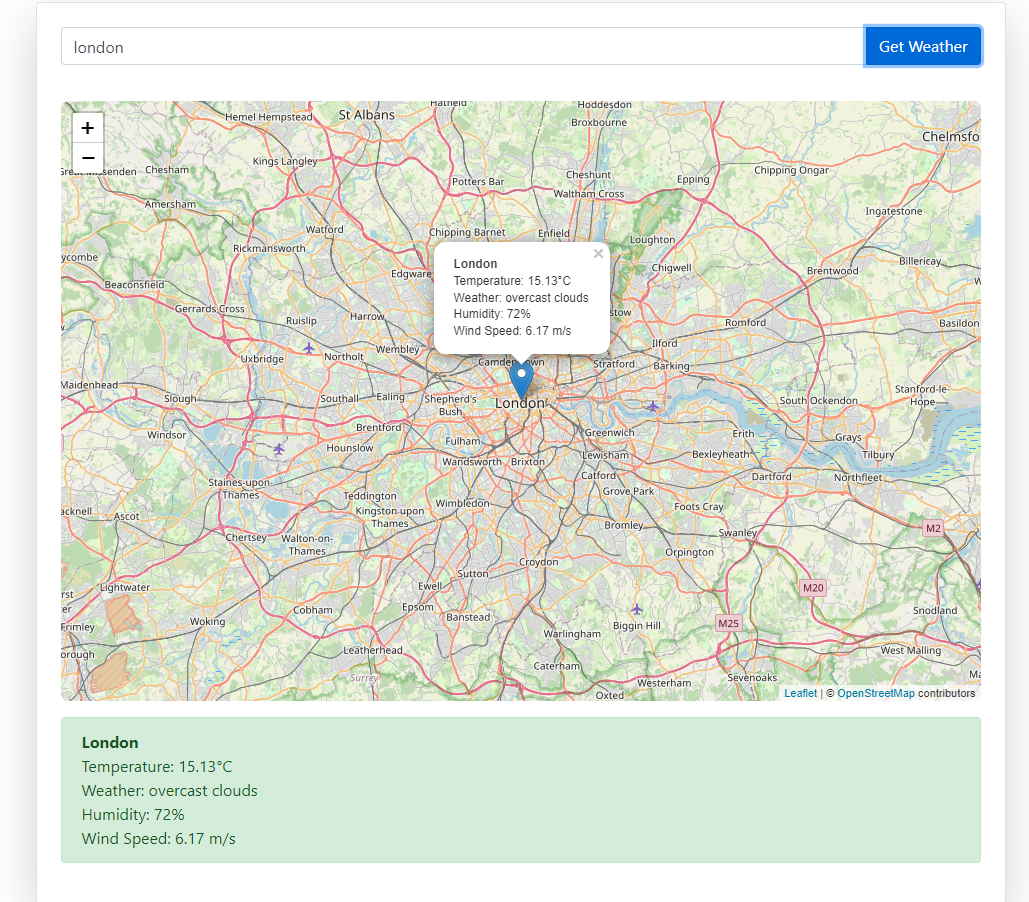 london
Get Weather
+
−
Hatfield
Hoddesdon
Hemel Hempstead
St Albans
Broxbourne
Chelmsfo
Kings Langley
Great Missenden
Chesham
Cheshunt
Chipping Ongar
Potters Bar
Epping
Waltham Cross
Amersham
Ingatestone
Watford
Chipping Barnet
Enfield
Loughton
Rickmansworth
ycombe
Billericay
Edgware
Chigwell
Brentwood
Beaconsfield
London
Temperature: 15.13°C
Weather: overcast clouds
Humidity: 72%
Wind Speed: 6.17 m/s
×
Gerrards Cross
Ruislip
Harrow
stow
Romford
Basildon
Ilford
Wembley
Northolt
Uxbridge
Camden Town
Stratford
Barking
Maidenhead
Slough
Southall
Ealing
Shepherd's
Bush
London
South Ockendon
Stanford-le-
Hope
Windsor
Brentford
Greenwich
Erith
Grays
Hounslow
Fulham
Lewisham
Bexleyheath
Tilbury
Wandsworth
Brixton
Catford
Dartford
Northfleet
Staines-upon-
Thames
Teddington
Kingston upon
Thames
Wimbledon
Grove Park
Foots Cray
acknell
Ascot
Bromley
Swanley
M2
Chertsey
Walton-on-
Thames
Orpington
Croydon
Sutton
Ewell
Lightwater
M20
rst
ter
Epsom
Cobham
Banstead
Biggin Hill
Snodland
Frimley
Woking
M25
Warlingham
orough
Leatherhead
West Malling
Caterham
Surrey
Sevenoaks
Westerham
Oxted
Ma
Leaflet | © OpenStreetMap contributors
London
Temperature: 15.13°C
Weather: overcast clouds
Humidity: 72%
Wind Speed: 6.17 m/s